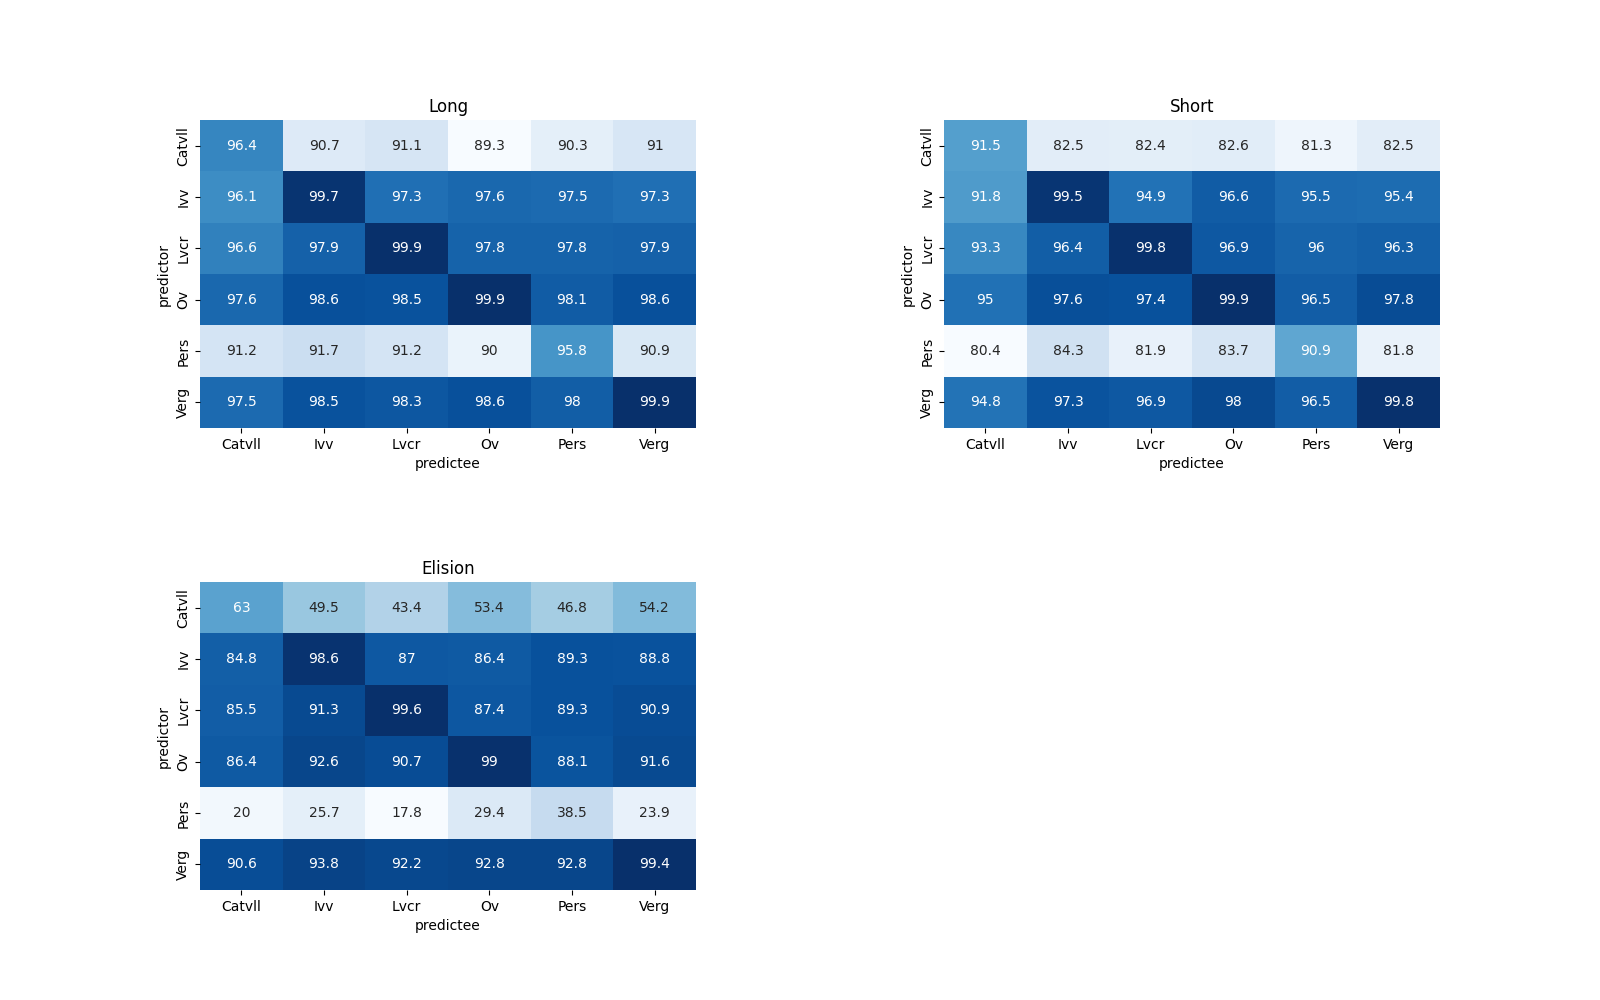 Long
Catvll 96.4 90.7 91.1 89.3 90.3 91
Ivv 96.1 99.7 97.3 97.6 97.5 97.3
Lvcr 96.6 97.9 99.9 97.8 97.8 97.9
Ov 97.6 98.6 98.5 99.9 98.1 98.6
Pers 91.2 91.7 91.2 90 95.8 90.9
Verg 97.5 98.5 98.3 98.6 98 99.9
predictor
Catvll Ivv Lvcr Ov Pers Verg
predictee
Short
Catvll 91.5 82.5 82.4 82.6 81.3 82.5
Ivv 91.8 99.5 94.9 96.6 95.5 95.4
Lvcr 93.3 96.4 99.8 96.9 96 96.3
Ov 95 97.6 97.4 99.9 96.5 97.8
Pers 80.4 84.3 81.9 83.7 90.9 81.8
Verg 94.8 97.3 96.9 98 96.5 99.8
predictor
Catvll Ivv Lvcr Ov Pers Verg
predictee
Elision
Catvll 63 49.5 43.4 53.4 46.8 54.2
Ivv 84.8 98.6 87 86.4 89.3 88.8
Lvcr 85.5 91.3 99.6 87.4 89.3 90.9
Ov 86.4 92.6 90.7 99 88.1 91.6
Pers 20 25.7 17.8 29.4 38.5 23.9
Verg 90.6 93.8 92.2 92.8 92.8 99.4
predictor
Catvll Ivv Lvcr Ov Pers Verg
predictee